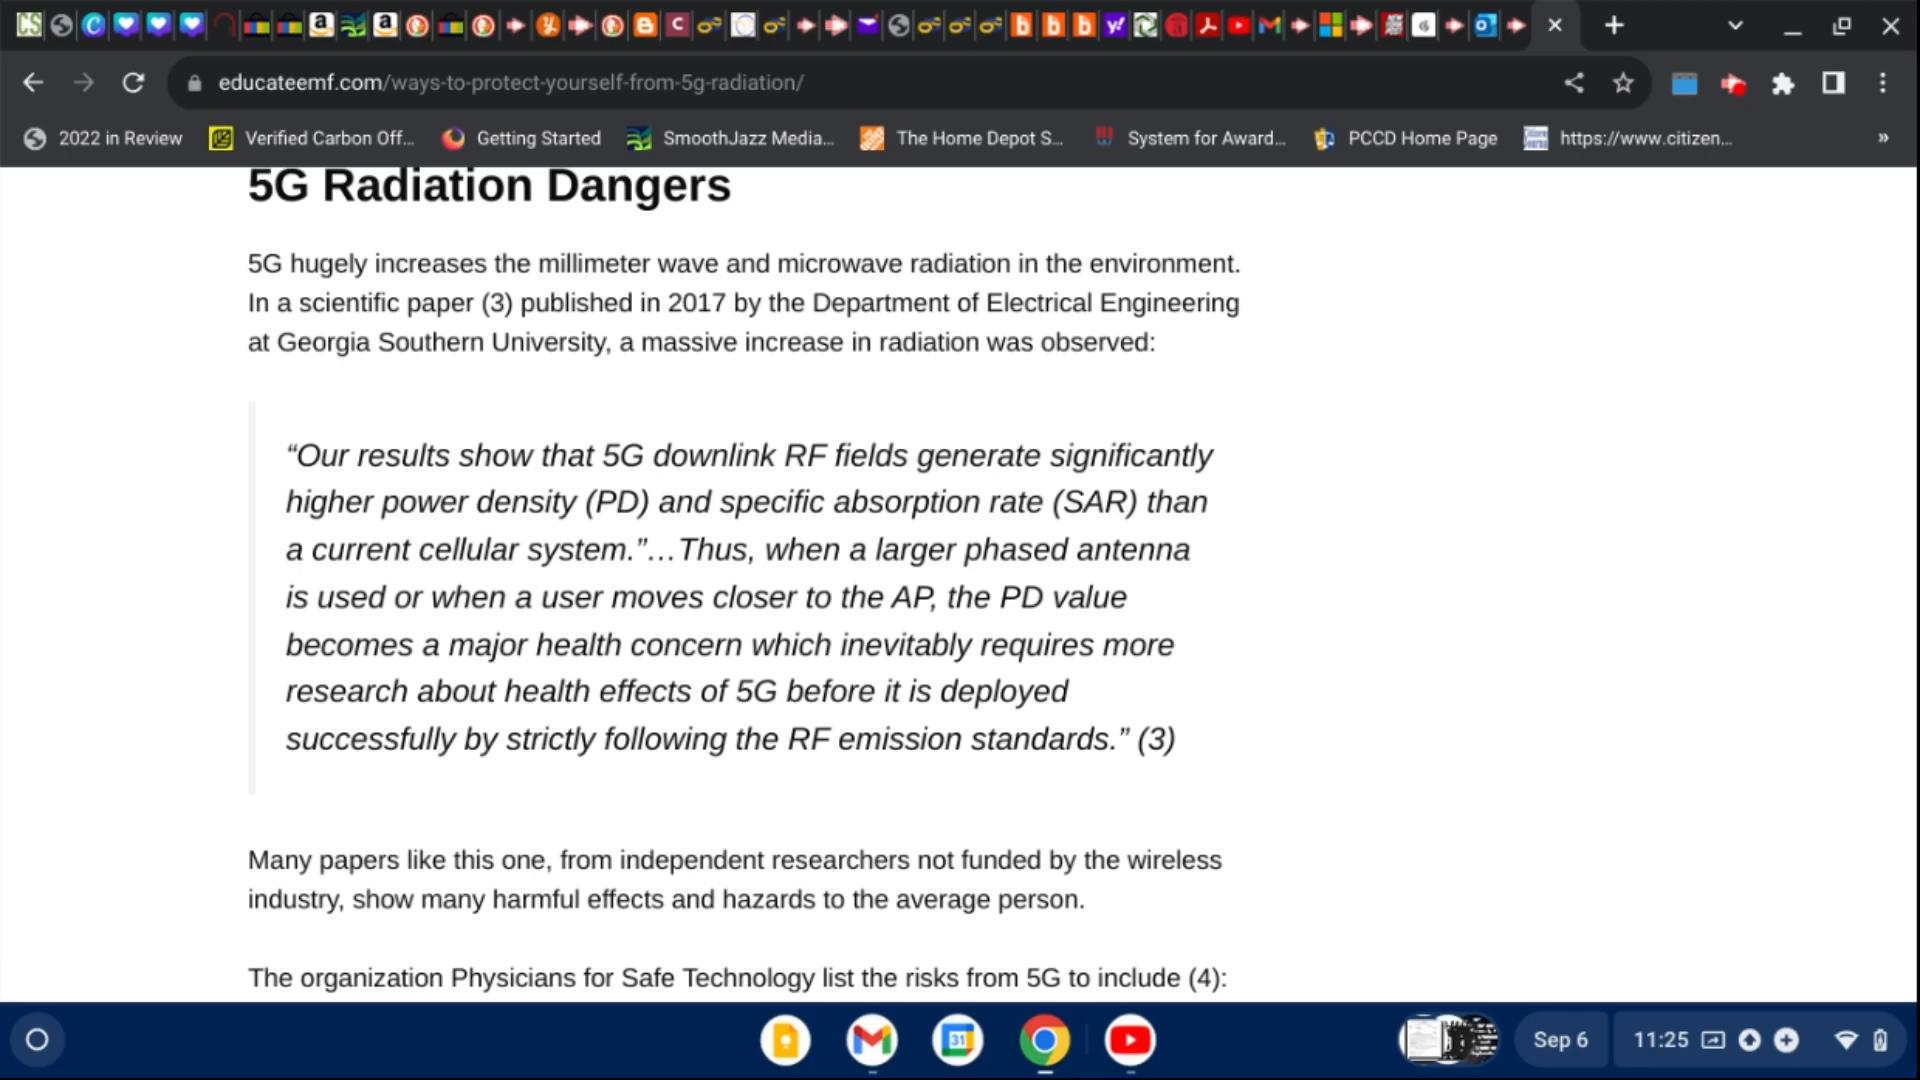 educateemf.com/ways-to-protect-yourself-from-5g-radiation/
2022 in Review Verified Carbon Off... Getting Started SmoothJazz Media... The Home Depot S... System for Award... PCCD Home Page https://www.citizen... »
5G Radiation Dangers
5G hugely increases the millimeter wave and microwave radiation in the environment.
In a scientific paper (3) published in 2017 by the Department of Electrical Engineering
at Georgia Southern University, a massive increase in radiation was observed:
“Our results show that 5G downlink RF fields generate significantly
higher power density (PD) and specific absorption rate (SAR) than
a current cellular system.”…Thus, when a larger phased antenna
is used or when a user moves closer to the AP, the PD value
becomes a major health concern which inevitably requires more
research about health effects of 5G before it is deployed
successfully by strictly following the RF emission standards.” (3)
Many papers like this one, from independent researchers not funded by the wireless
industry, show many harmful effects and hazards to the average person.
The organization Physicians for Safe Technology list the risks from 5G to include (4):
31
Sep 6 11:25